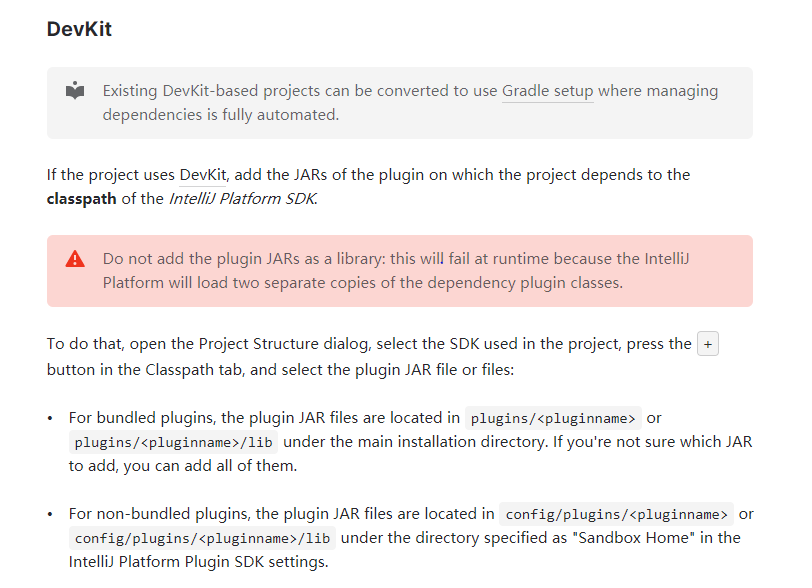 DevKit
Existing DevKit-based projects can be converted to use Gradle setup where managing
dependencies is fully automated.
If the project uses DevKit, add the JARs of the plugin on which the project depends to the
classpath of the IntelliJ Platform SDK.
Do not add the plugin JARs as a library: this will fail at runtime because the IntelliJ
Platform will load two separate copies of the dependency plugin classes.
To do that, open the Project Structure dialog, select the SDK used in the project, press the +
button in the Classpath tab, and select the plugin JAR file or files:
• For bundled plugins, the plugin JAR files are located in plugins/<pluginname> or
plugins/<pluginname>/lib under the main installation directory. If you're not sure which JAR
to add, you can add all of them.
• For non-bundled plugins, the plugin JAR files are located in config/plugins/<pluginname> or
config/plugins/<pluginname>/lib under the directory specified as "Sandbox Home" in the
IntelliJ Platform Plugin SDK settings.